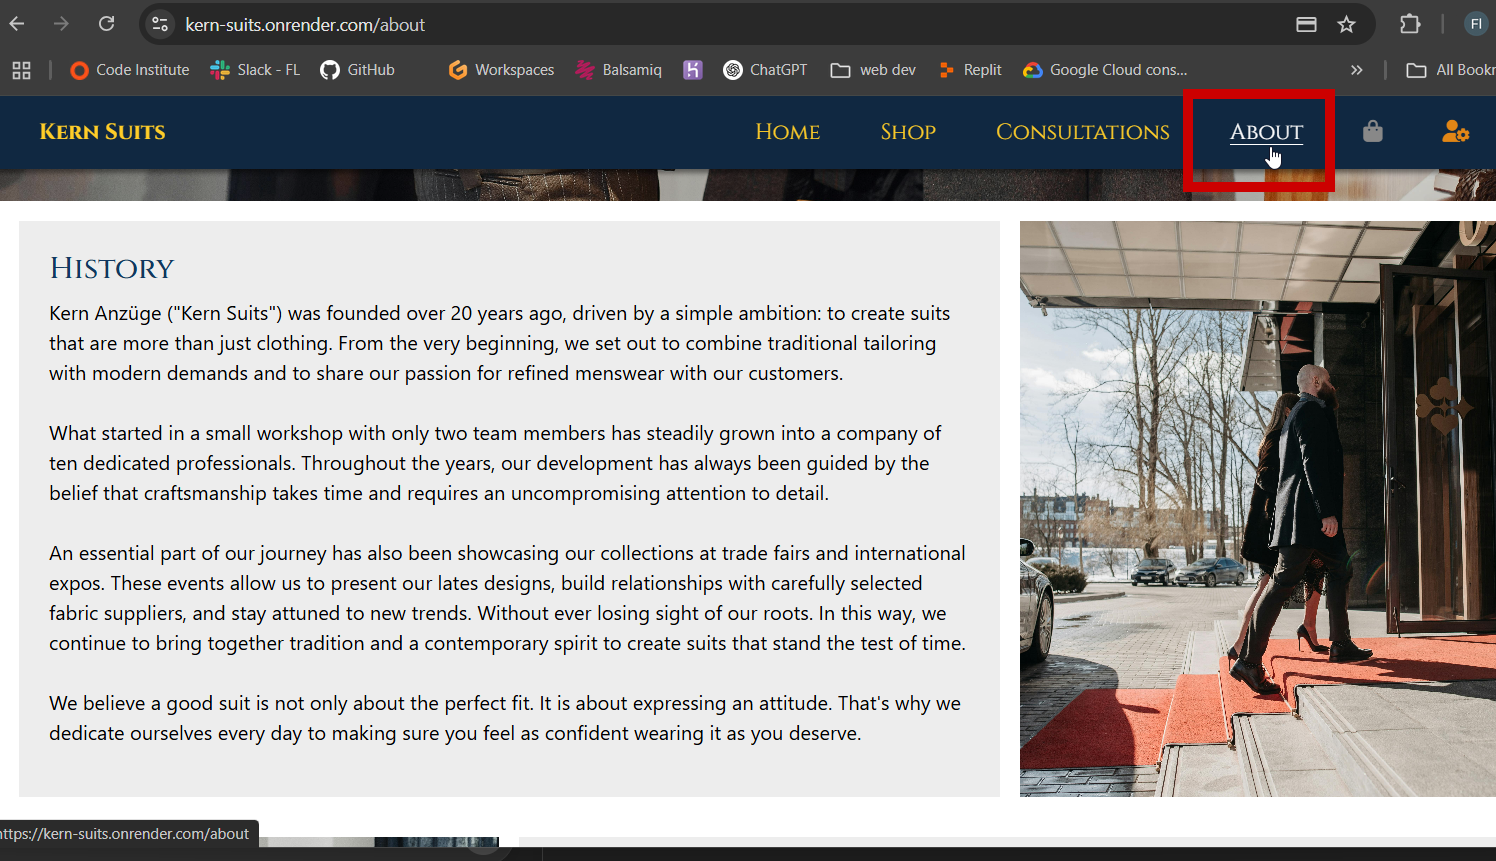 kern-suits.onrender.com/about
FI
Code Institute
Slack - FL
GitHub
Workspaces
Balsamiq
ChatGPT
web dev
Replit
Google Cloud cons...
All Bookr
KERN SUITS
HOME
SHOP
CONSULTATIONS
ABOUT
HISTORY
Kern Anzüge ("Kern Suits") was founded over 20 years ago, driven by a simple ambition: to create suits
that are more than just clothing. From the very beginning, we set out to combine traditional tailoring
with modern demands and to share our passion for refined menswear with our customers.
What started in a small workshop with only two team members has steadily grown into a company of
ten dedicated professionals. Throughout the years, our development has always been guided by the
belief that craftsmanship takes time and requires an uncompromising attention to detail.
An essential part of our journey has also been showcasing our collections at trade fairs and international
expos. These events allow us to present our lates designs, build relationships with carefully selected
fabric suppliers, and stay attuned to new trends. Without ever losing sight of our roots. In this way, we
continue to bring together tradition and a contemporary spirit to create suits that stand the test of time.
We believe a good suit is not only about the perfect fit. It is about expressing an attitude. That's why we
dedicate ourselves every day to making sure you feel as confident wearing it as you deserve.
ttps://kern-suits.onrender.com/about